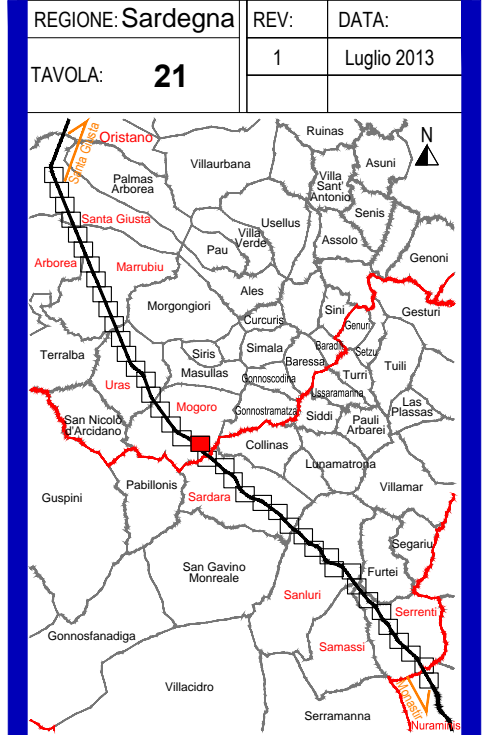 REGIONE: Sardegna
REV:
DATA:
1
Luglio 2013
TAVOLA:
21
Oristano
Santa Giusta
Ruinas
N
Villaurbana
Asuni
Palmas
Arborea
Villa
Sant'
Antonio
Senis
Santa Giusta
Usellus
Villa
Verde
Assolo
Pau
Genoni
Arborea
Marrubiu
Ales
Morgongiori
Sini
Gesturi
Curcuris
Genuri
Terralba
Siris
Simala
Baradili
Setzu
Masullas
Baressa
Tuili
Uras
Gonnoscodina
Turri
Ussaramanna
Mogoro
Gonnostramatza
Siddi
Las
Plassas
San Nicolò
d'Arcidano
Pauli
Arbarei
Collinas
Lunamatrona
Pabillonis
Villamar
Guspini
Sardara
Segariu
San Gavino
Monreale
Furtei
Sanluri
Serrenti
Gonnosfanadiga
Samassi
Villacidro
Monastir
Serramanna
Nuraminis